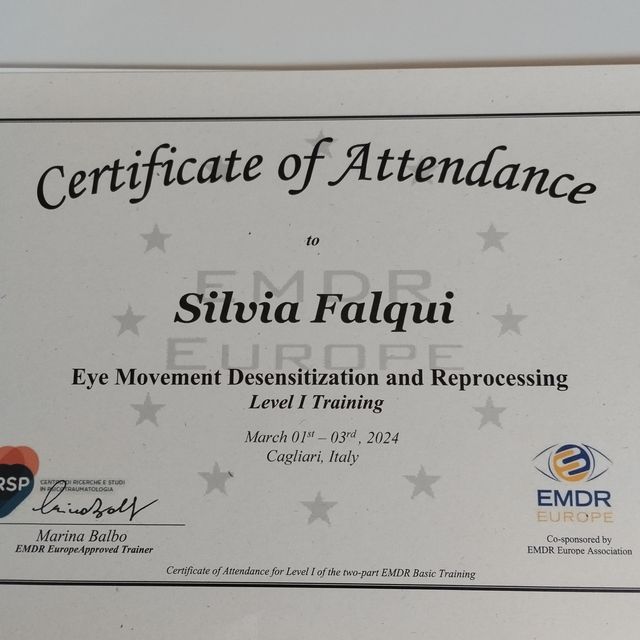 Certificate of Attendance
to
EMDR
Silvia Falqui
EUROPE
Eye Movement Desensitization and Reprocessing
Level I Training
March 01st – 03rd, 2024
Cagliari, Italy
RSP
CENTRO DI RICERCHE E STUDI
IN PSICOTRAUMATOLOGIA
Marina Balbo
EMDR EuropeApproved Trainer
EMDR
EUROPE
Co-sponsored by
EMDR Europe Association
Certificate of Attendance for Level I of the two-part EMDR Basic Training